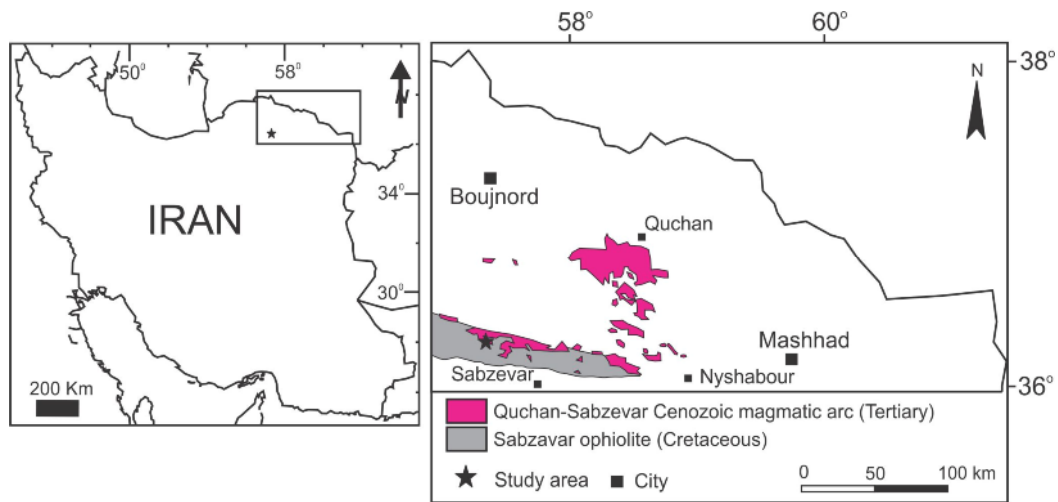 50°
58°
N
34°
IRAN
30°
200 Km
58°
60°
38°
N
Boujnord
Quchan
Mashhad
Sabzevar
Nyshabour
36°
Quchan-Sabzevar Cenozoic magmatic arc (Tertiary)
Sabzavar ophiolite (Cretaceous)
Study area
City
0 50 100 km